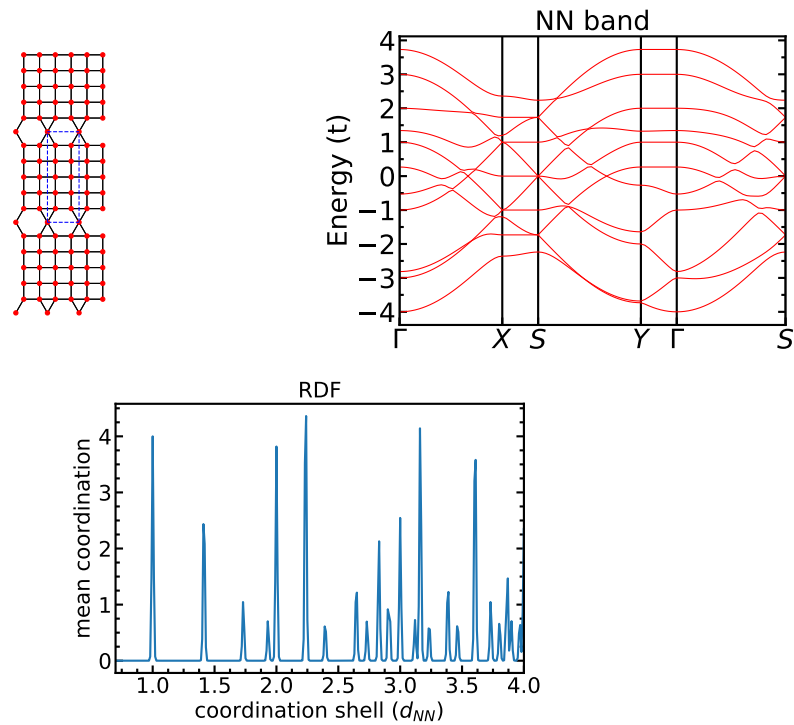 NN band
Energy (t)
4
3
2
1
0
−1
−2
−3
−4
Γ X S Y Γ S
RDF
mean coordination
4
3
2
1
0
1.0 1.5 2.0 2.5 3.0 3.5 4.0
coordination shell (d_NN)